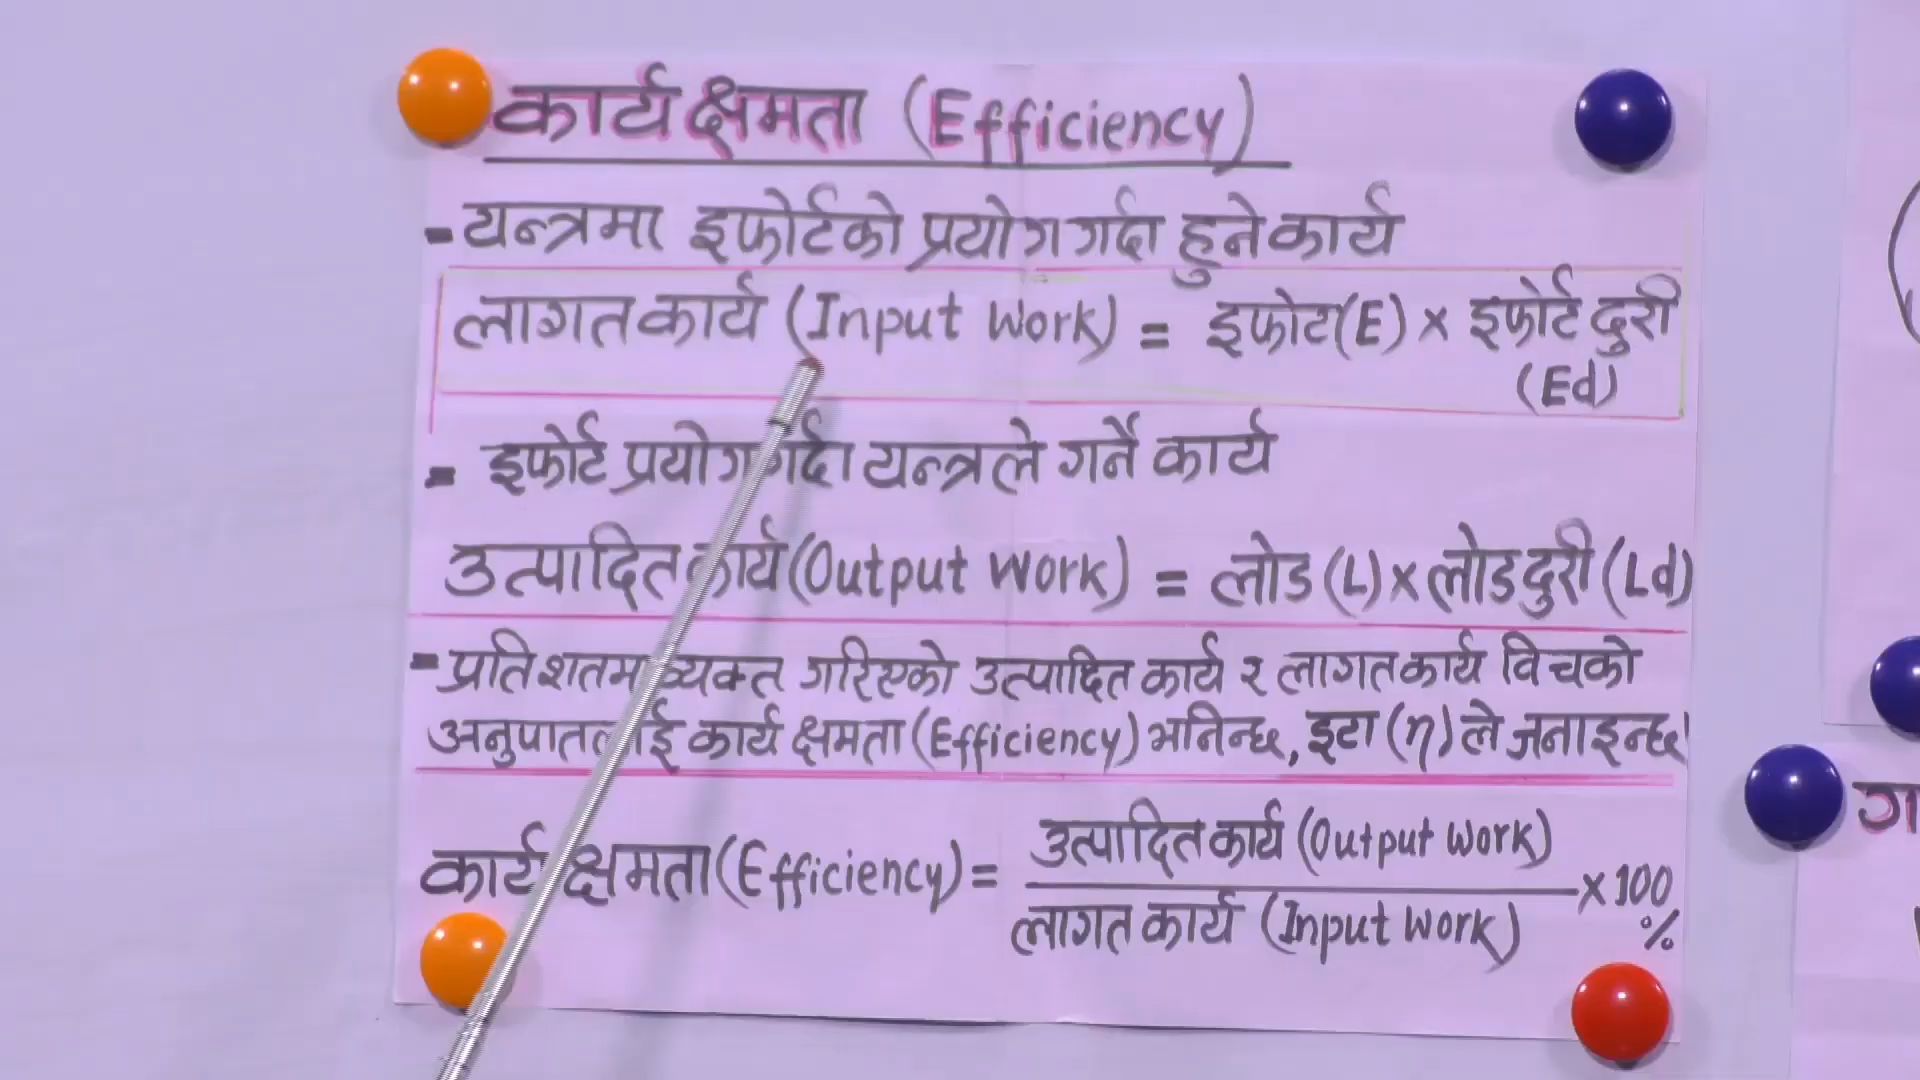 कार्य क्षमता (Efficiency)
- यन्त्रमा इफोर्टको प्रयोग गर्दा हुने कार्य
लागत कार्य (Input Work) = इफोर्ट (E) × इफोर्ट दुरी
(Ed)
- इफोर्ट प्रयोग गर्दा यन्त्रले गर्ने कार्य
उत्पादित कार्य (Output Work) = लोड (L) × लोड दुरी (Ld)
- प्रतिशतमा व्यक्त गरिएको उत्पादित कार्य र लागत कार्य विचको
अनुपातलाई कार्य क्षमता (Efficiency) भनिन्छ, इटा (η) ले जनाइन्छ
उत्पादित कार्य (Output Work)
कार्य क्षमता (Efficiency) = × 100
लागत कार्य (Input Work) %